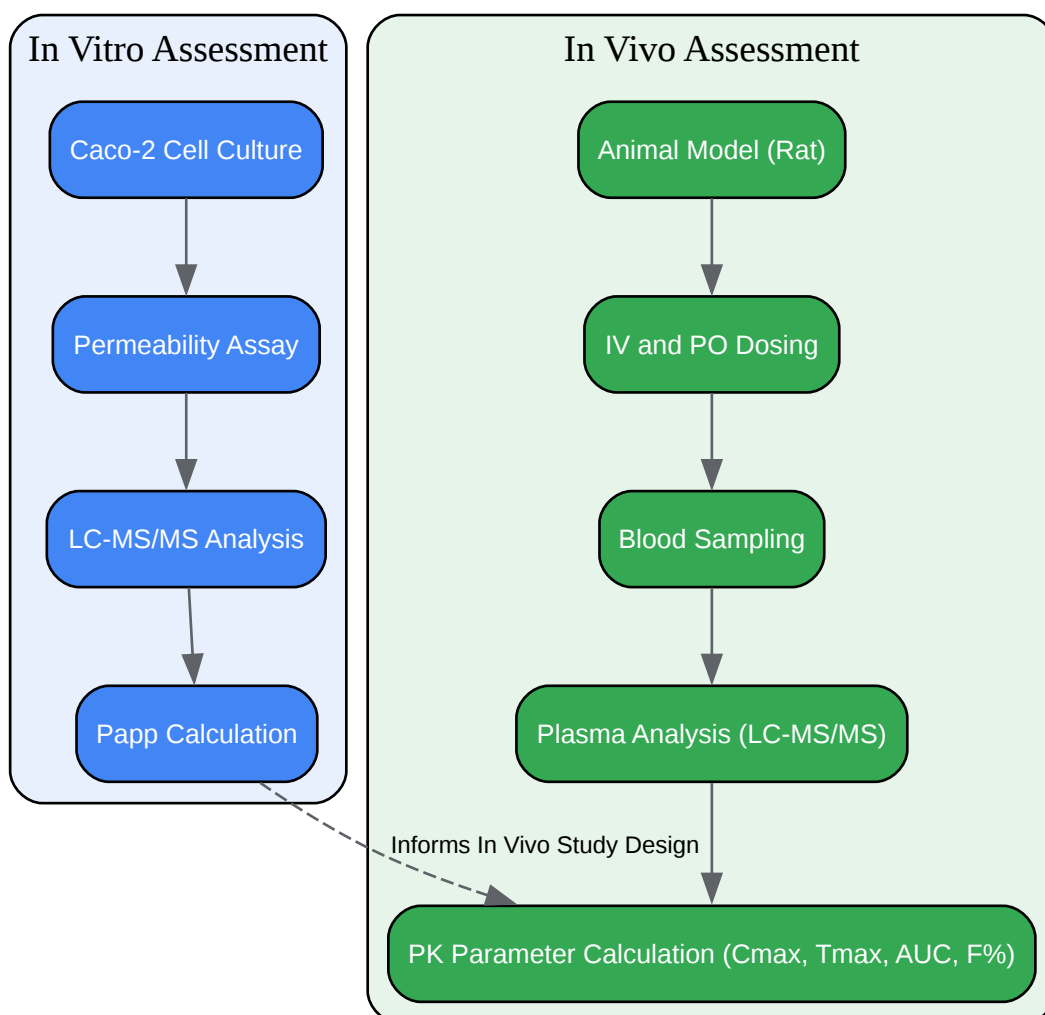 In Vitro Assessment
Caco-2 Cell Culture
Permeability Assay
LC-MS/MS Analysis
Papp Calculation
In Vivo Assessment
Animal Model (Rat)
IV and PO Dosing
Blood Sampling
Plasma Analysis (LC-MS/MS)
Informs In Vivo Study Design
PK Parameter Calculation (Cmax, Tmax, AUC, F%)